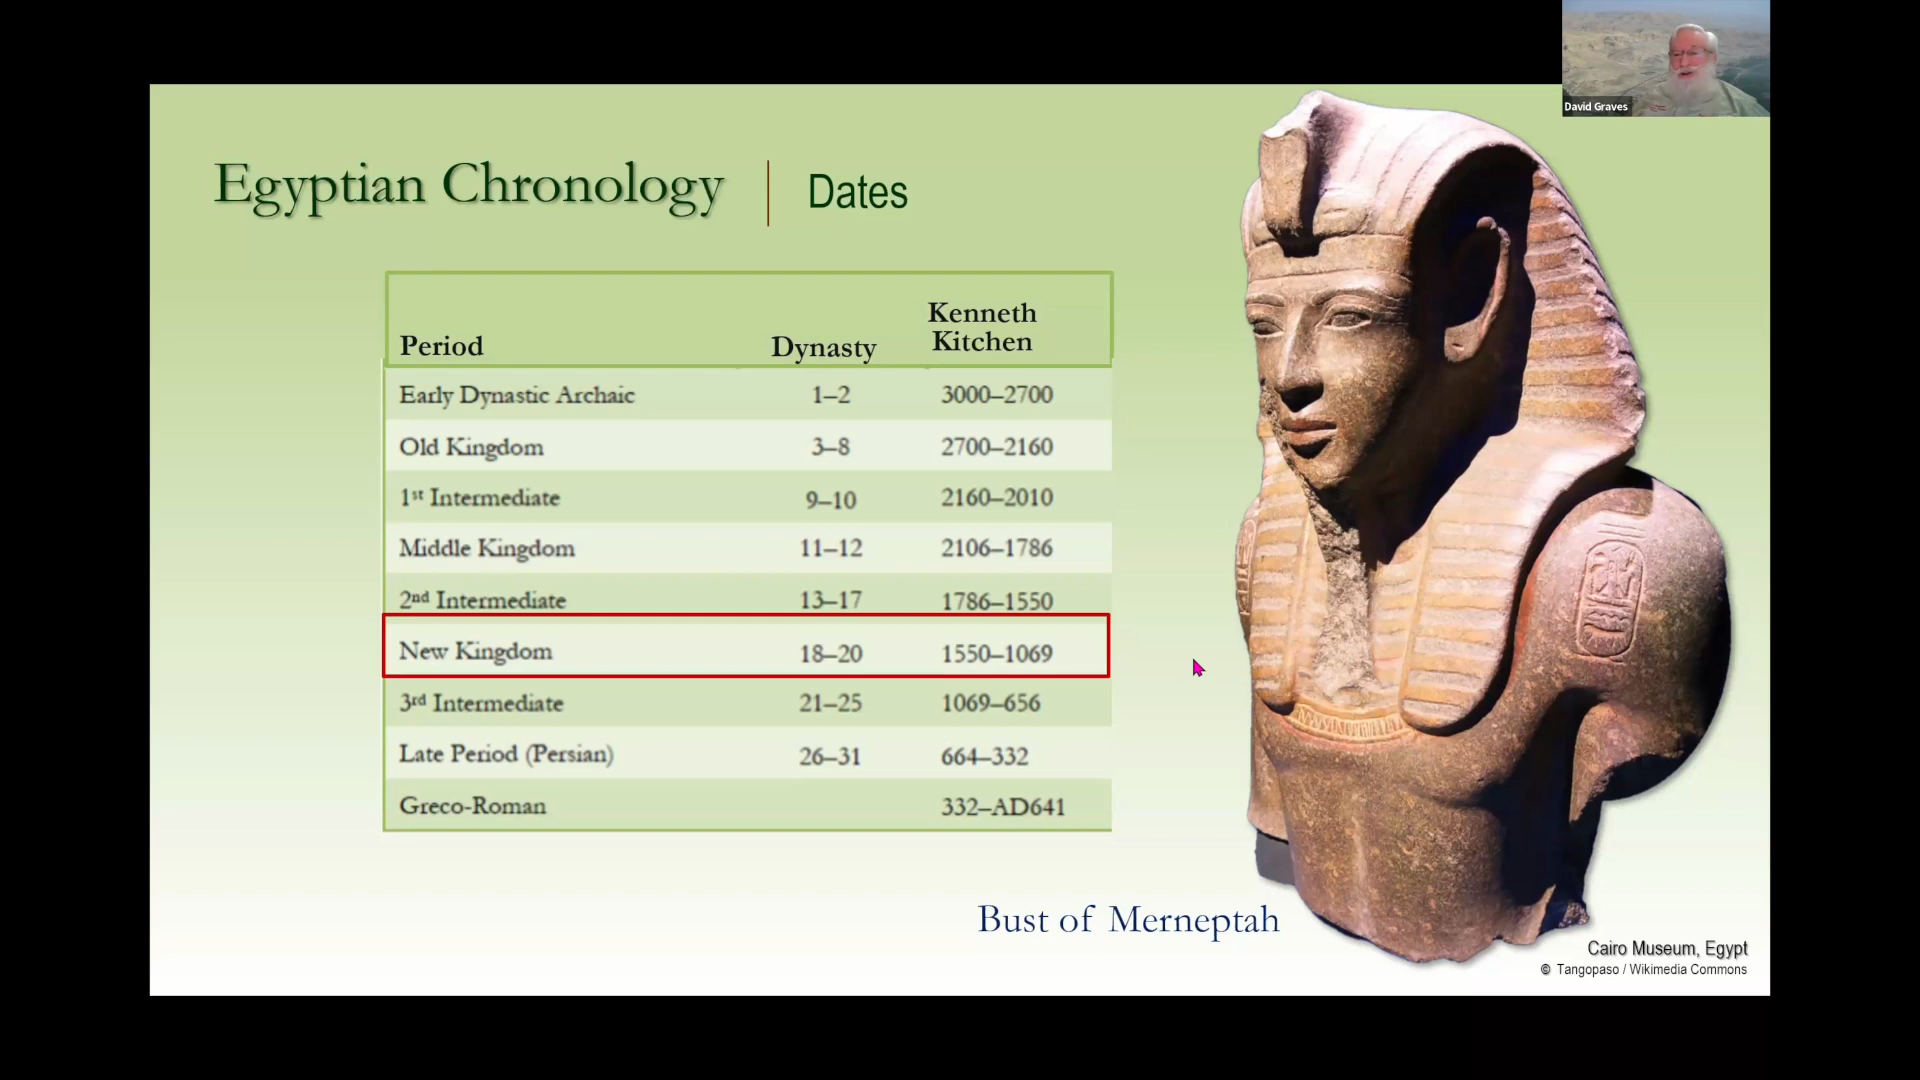 David Graves
Egyptian Chronology | Dates
Period Dynasty Kenneth Kitchen
Early Dynastic Archaic 1–2 3000–2700
Old Kingdom 3–8 2700–2160
1st Intermediate 9–10 2160–2010
Middle Kingdom 11–12 2106–1786
2nd Intermediate 13–17 1786–1550
New Kingdom 18–20 1550–1069
3rd Intermediate 21–25 1069–656
Late Period (Persian) 26–31 664–332
Greco-Roman 332–AD641
Bust of Merneptah
Cairo Museum, Egypt
© Tangopaso / Wikimedia Commons